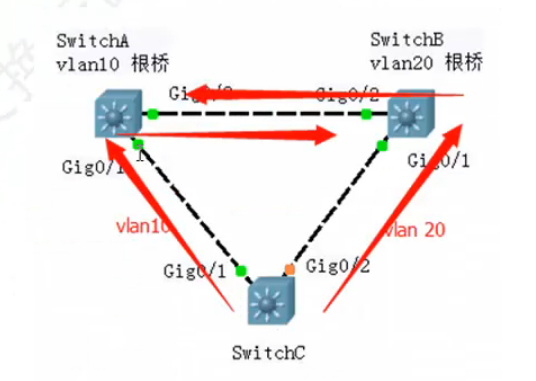 SwitchA
vlan10 根桥
SwitchB
vlan20 根桥
Gig0/2
Gig0/2
Gig0/1
Gig0/1
vlan10
vlan 20
Gig0/1
Gig0/2
SwitchC